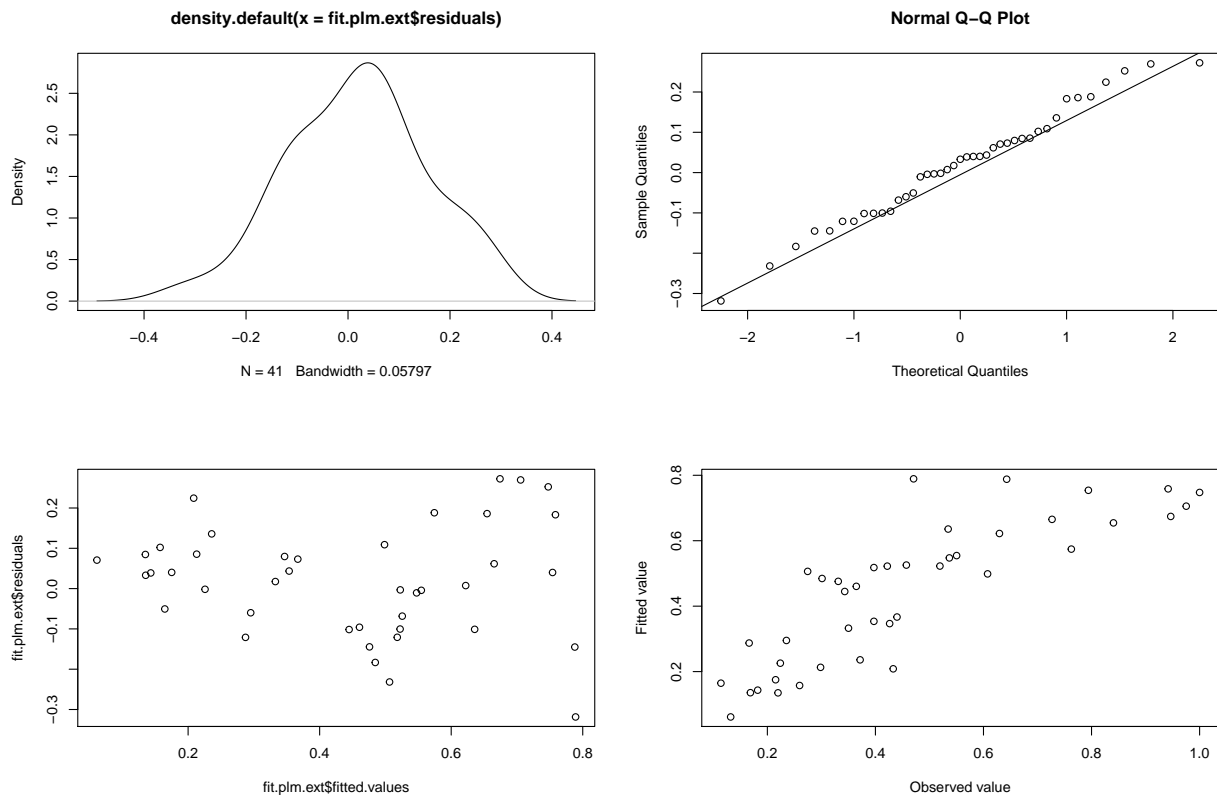 density.default(x = fit.plm.ext$residuals)
Density
0.0 0.5 1.0 1.5 2.0 2.5
−0.4 −0.2 0.0 0.2 0.4
N = 41 Bandwidth = 0.05797
Normal Q−Q Plot
Sample Quantiles
−0.3 −0.1 0.0 0.1 0.2
−2 −1 0 1 2
Theoretical Quantiles
fit.plm.ext$residuals
−0.3 −0.1 0.0 0.1 0.2
0.2 0.4 0.6 0.8
fit.plm.ext$fitted.values
Fitted value
0.2 0.4 0.6 0.8
0.2 0.4 0.6 0.8 1.0
Observed value